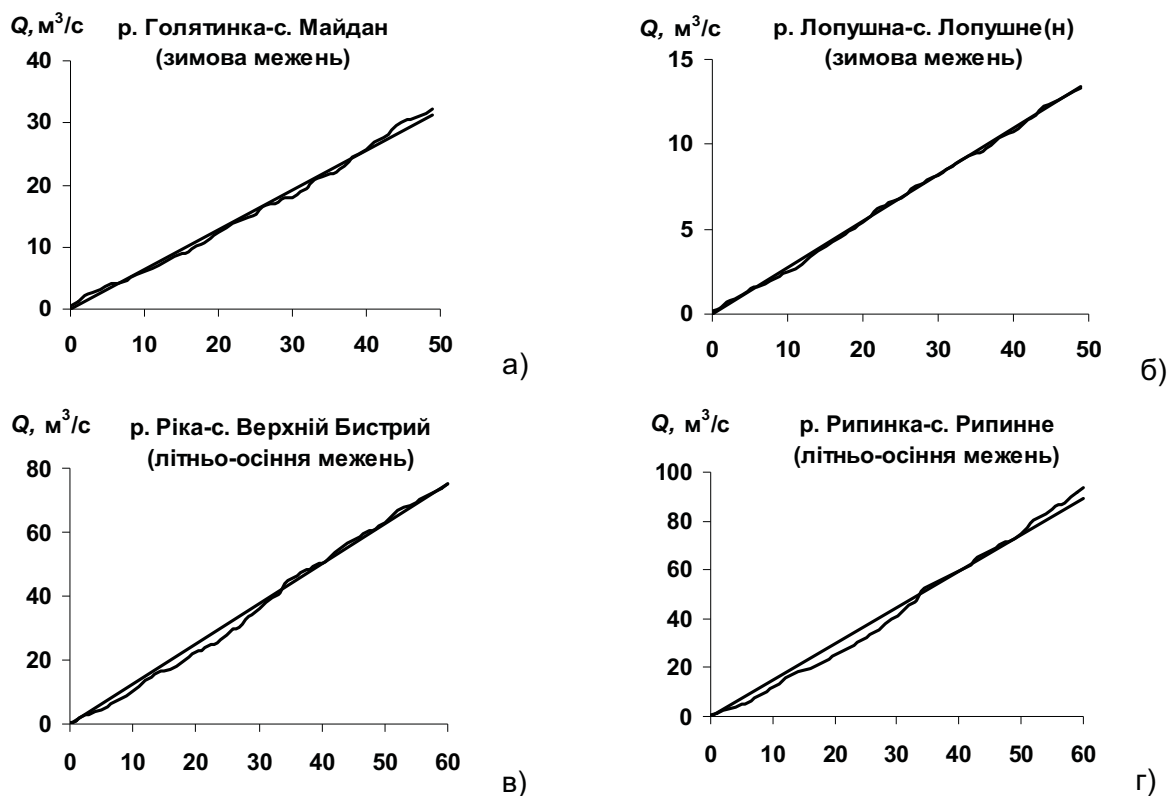 Q, м³/с р. Голятинка-с. Майдан
(зимова межень)
40
30
20
10
0
0 10 20 30 40 50
а)
Q, м³/с р. Лопушна-с. Лопушне(н)
(зимова межень)
15
10
5
0
0 10 20 30 40 50
б)
Q, м³/с р. Ріка-с. Верхній Бистрий
(літньо-осіння межень)
80
60
40
20
0
0 10 20 30 40 50 60
в)
Q, м³/с р. Рипинка-с. Рипинне
(літньо-осіння межень)
100
80
60
40
20
0
0 10 20 30 40 50 60
г)